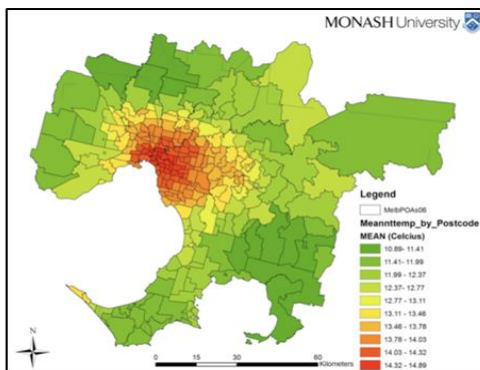 MONASH University
Legend
MelbPOAs06
Meannttemp_by_Postcode
MEAN (Celcius)
10.89- 11.41
11.41 - 11.99
11.99 - 12.37
12.37- 12.77
12.77 - 13.11
13.11 - 13.46
13.46 - 13.78
13.78 - 14.03
14.03 - 14.32
14.32 - 14.89
N
0 15 30 60
Kilometers